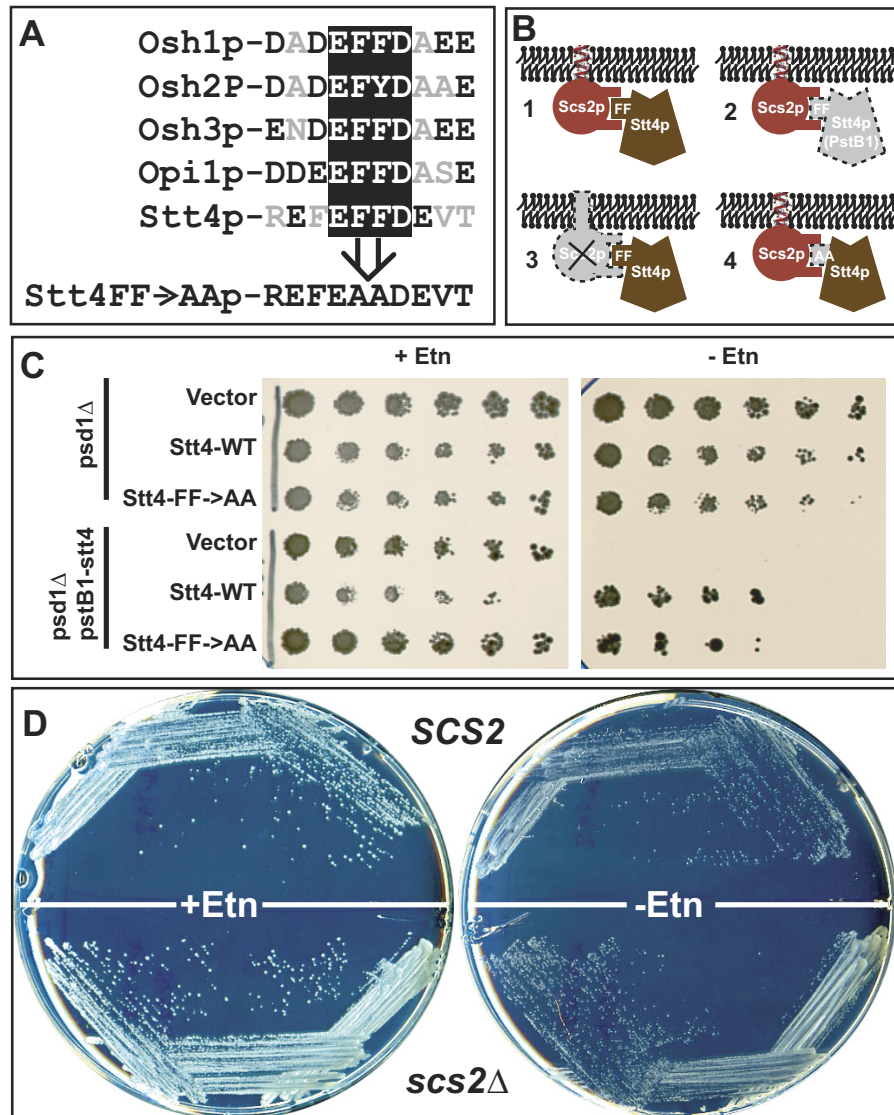 A
Osh1p-DADEFFDAEE
Osh2P-DADEFYDAAE
Osh3p-ENDEFFDAEE
Opi1p-DDEEFFDASE
Stt4p-REFEFFDEVT
Stt4FF->AAp-REFEAADEVT
B
1
Scs2p
FF
Stt4p
2
Scs2p
FF
Stt4p
(PstB1)
3
Scs2p
FF
Stt4p
4
Scs2p
AA
Stt4p
C
+ Etn
- Etn
psd1Δ
Vector
Stt4-WT
Stt4-FF->AA
psd1Δ
pstB1-stt4
Vector
Stt4-WT
Stt4-FF->AA
D
SCS2
+Etn
-Etn
scs2Δ